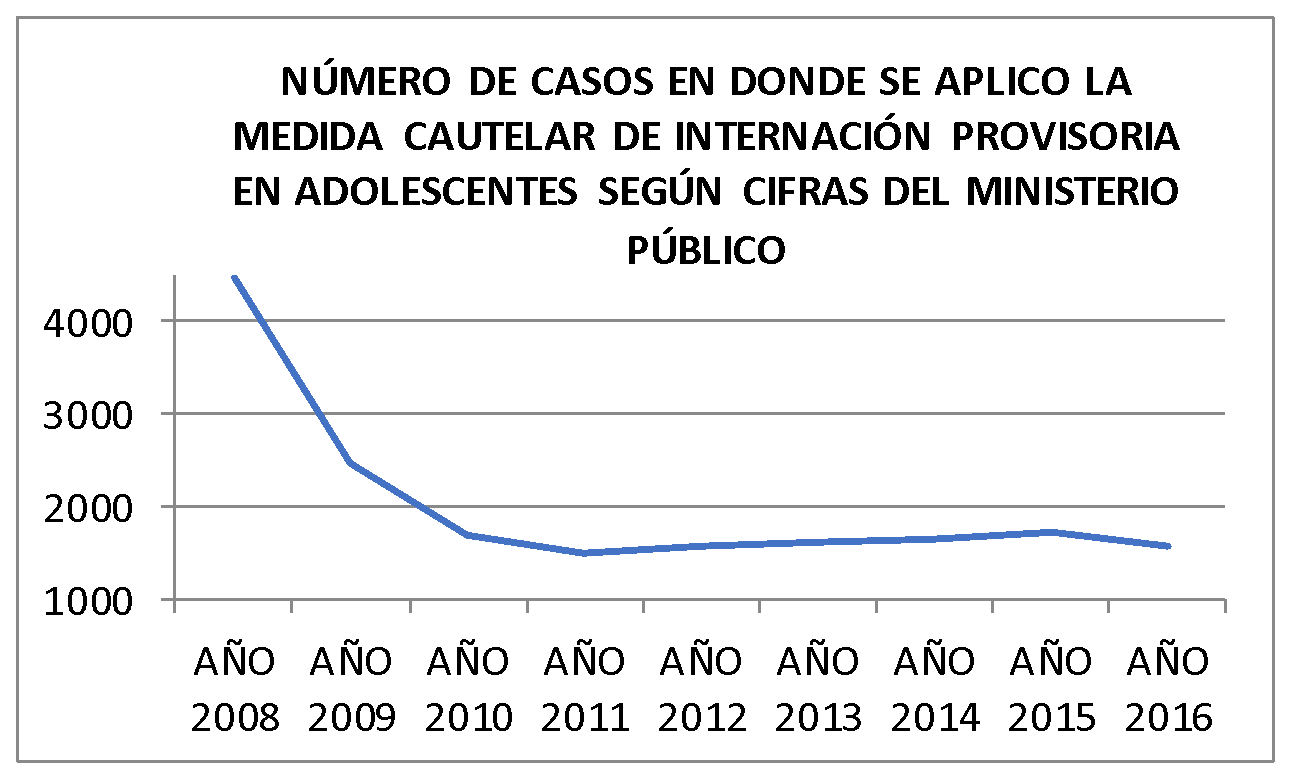 NÚMERO DE CASOS EN DONDE SE APLICO LA
MEDIDA CAUTELAR DE INTERNACIÓN PROVISORIA
EN ADOLESCENTES SEGÚN CIFRAS DEL MINISTERIO
PÚBLICO
4000
3000
2000
1000
AÑO AÑO AÑO AÑO AÑO AÑO AÑO AÑO AÑO
2008 2009 2010 2011 2012 2013 2014 2015 2016